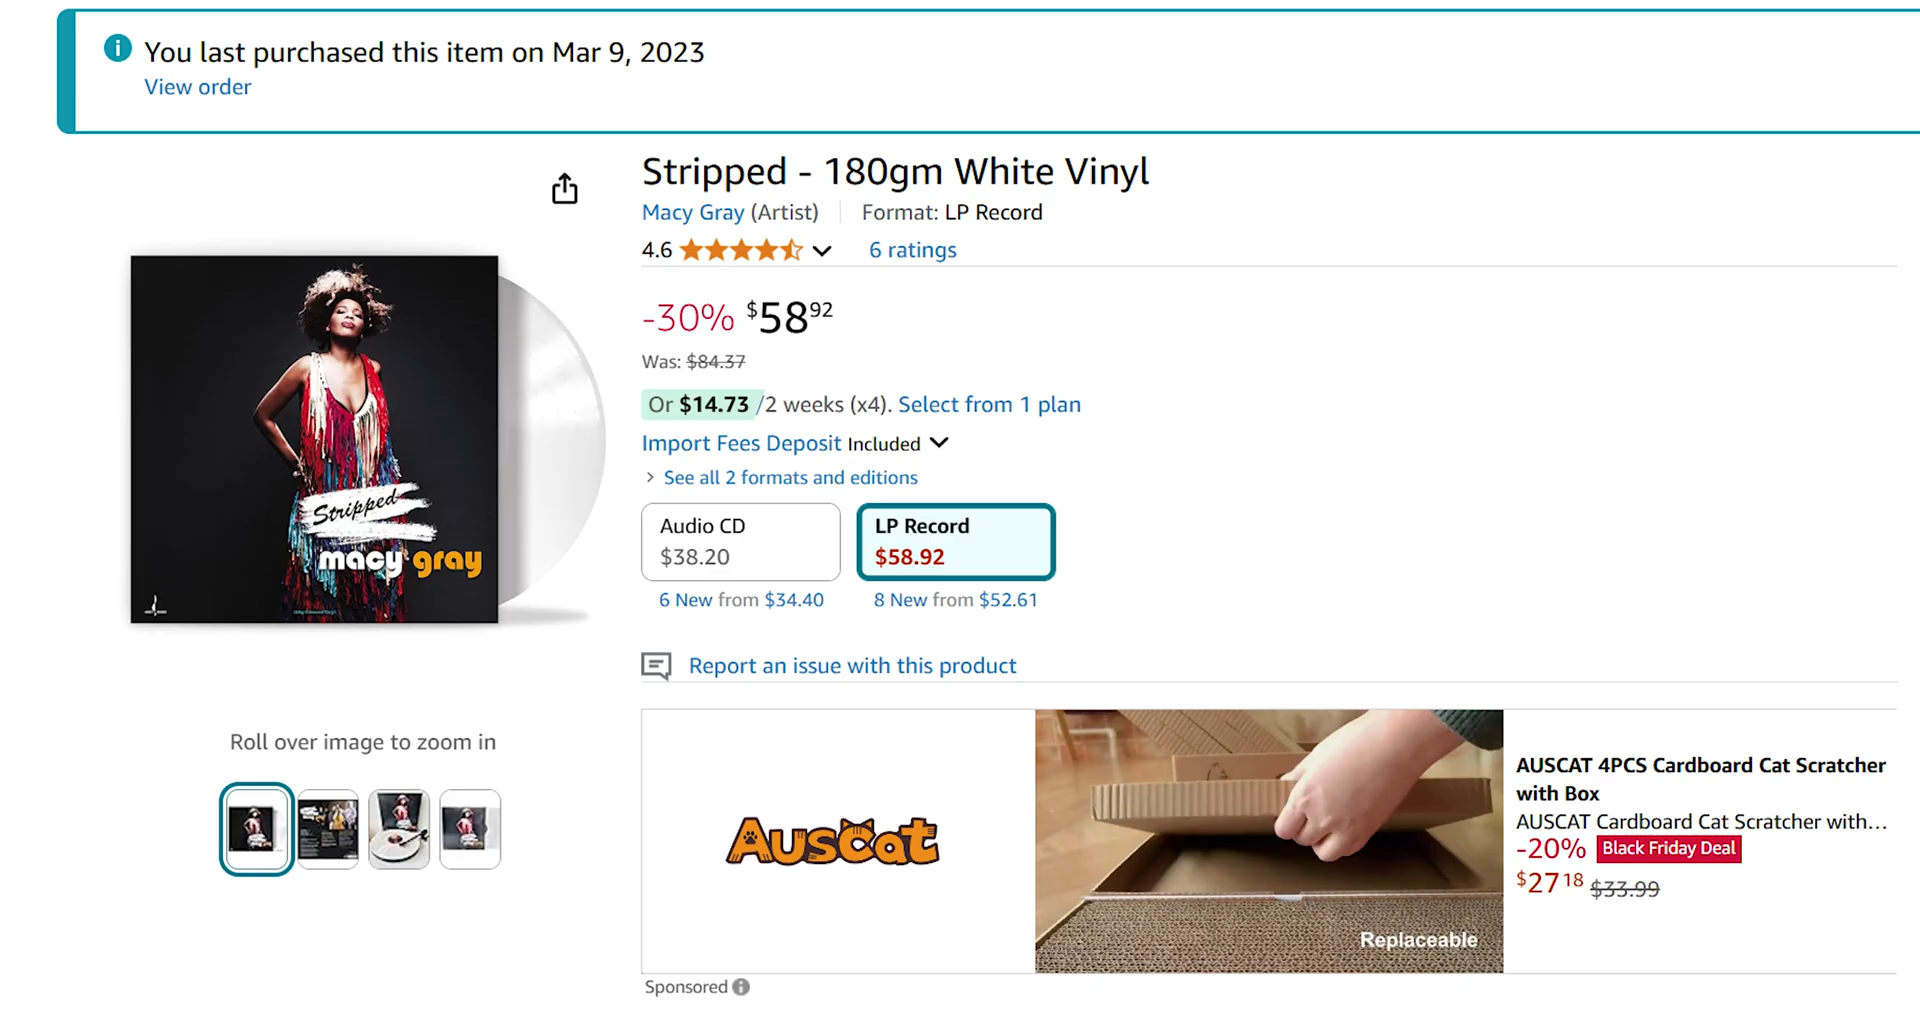 You last purchased this item on Mar 9, 2023
View order
Stripped - 180gm White Vinyl
Macy Gray (Artist) Format: LP Record
4.6 6 ratings
-30% $58.92
Was: $84.37
Or $14.73 /2 weeks (x4). Select from 1 plan
Import Fees Deposit Included
See all 2 formats and editions
Audio CD
$38.20
6 New from $34.40
LP Record
$58.92
8 New from $52.61
Report an issue with this product
Stripped
macy gray
Roll over image to zoom in
AUSCAT
Replaceable
AUSCAT 4PCS Cardboard Cat Scratcher
with Box
AUSCAT Cardboard Cat Scratcher with...
-20% Black Friday Deal
$27.18 $33.99
Sponsored